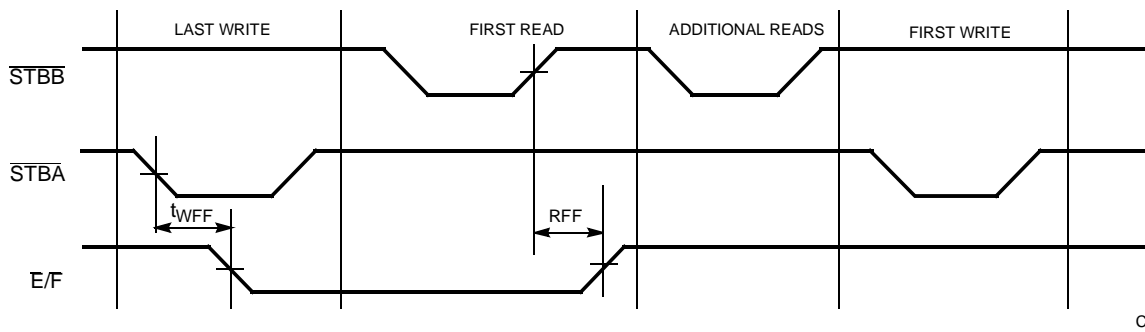 LAST WRITE FIRST READ ADDITIONAL READS FIRST WRITE
STBB
STBA
tWFF RFF
E/F